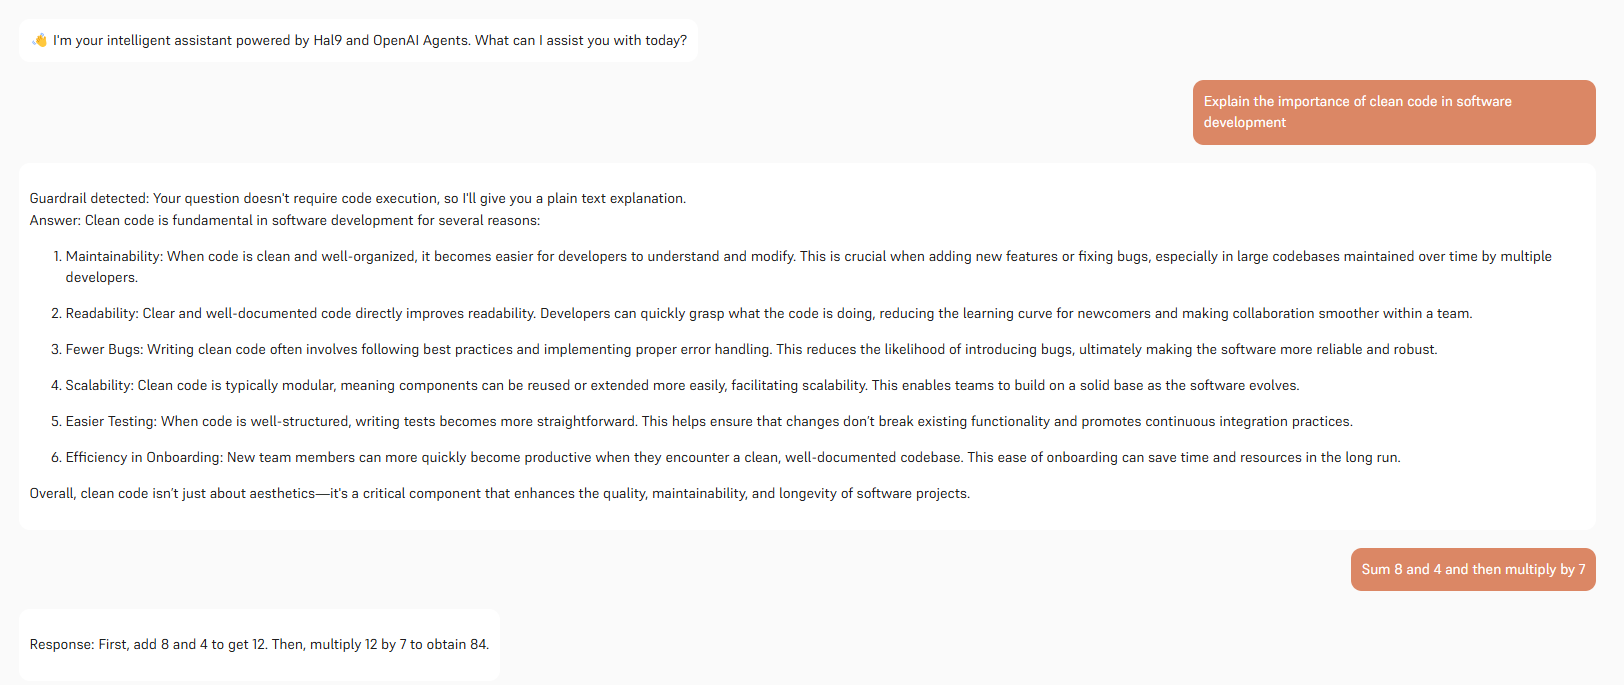 👋 I'm your intelligent assistant powered by Hal9 and OpenAI Agents. What can I assist you with today?
Explain the importance of clean code in software
development
Guardrail detected: Your question doesn't require code execution, so I'll give you a plain text explanation.
Answer: Clean code is fundamental in software development for several reasons:
1. Maintainability: When code is clean and well-organized, it becomes easier for developers to understand and modify. This is crucial when adding new features or fixing bugs, especially in large codebases maintained over time by multiple
developers.
2. Readability: Clear and well-documented code directly improves readability. Developers can quickly grasp what the code is doing, reducing the learning curve for newcomers and making collaboration smoother within a team.
3. Fewer Bugs: Writing clean code often involves following best practices and implementing proper error handling. This reduces the likelihood of introducing bugs, ultimately making the software more reliable and robust.
4. Scalability: Clean code is typically modular, meaning components can be reused or extended more easily, facilitating scalability. This enables teams to build on a solid base as the software evolves.
5. Easier Testing: When code is well-structured, writing tests becomes more straightforward. This helps ensure that changes don't break existing functionality and promotes continuous integration practices.
6. Efficiency in Onboarding: New team members can more quickly become productive when they encounter a clean, well-documented codebase. This ease of onboarding can save time and resources in the long run.
Overall, clean code isn't just about aesthetics—it's a critical component that enhances the quality, maintainability, and longevity of software projects.
Sum 8 and 4 and then multiply by 7
Response: First, add 8 and 4 to get 12. Then, multiply 12 by 7 to obtain 84.